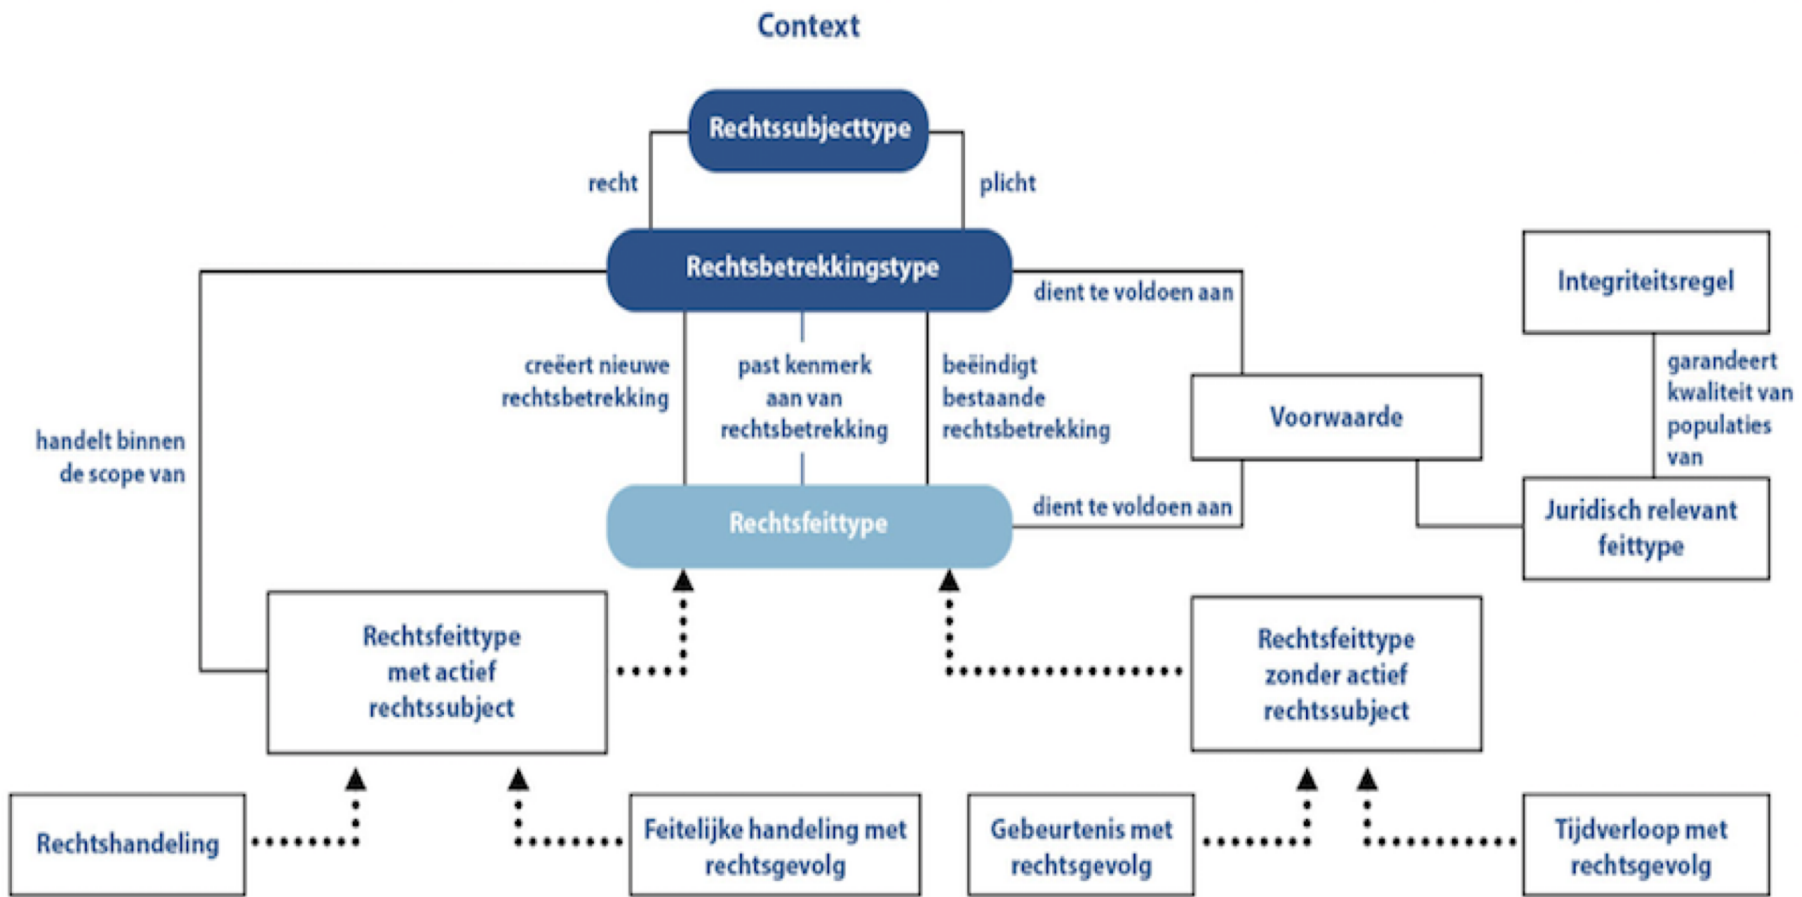 Context
Rechtssubjecttype
recht
plicht
Rechtsbetrekkingstype
dient te voldoen aan
Integriteitsregel
creëert nieuwe
rechtsbetrekking
past kenmerk
aan van
rechtsbetrekking
beëindigt
bestaande
rechtsbetrekking
garandeert
kwaliteit van
populaties
van
Voorwaarde
handelt binnen
de scope van
Rechtsfeittype
dient te voldoen aan
Juridisch relevant
feittype
Rechtsfeittype
met actief
rechtssubject
Rechtsfeittype
zonder actief
rechtssubject
Rechtshandeling
Feitelijke handeling met
rechtsgevolg
Gebeurtenis met
rechtsgevolg
Tijdverloop met
rechtsgevolg